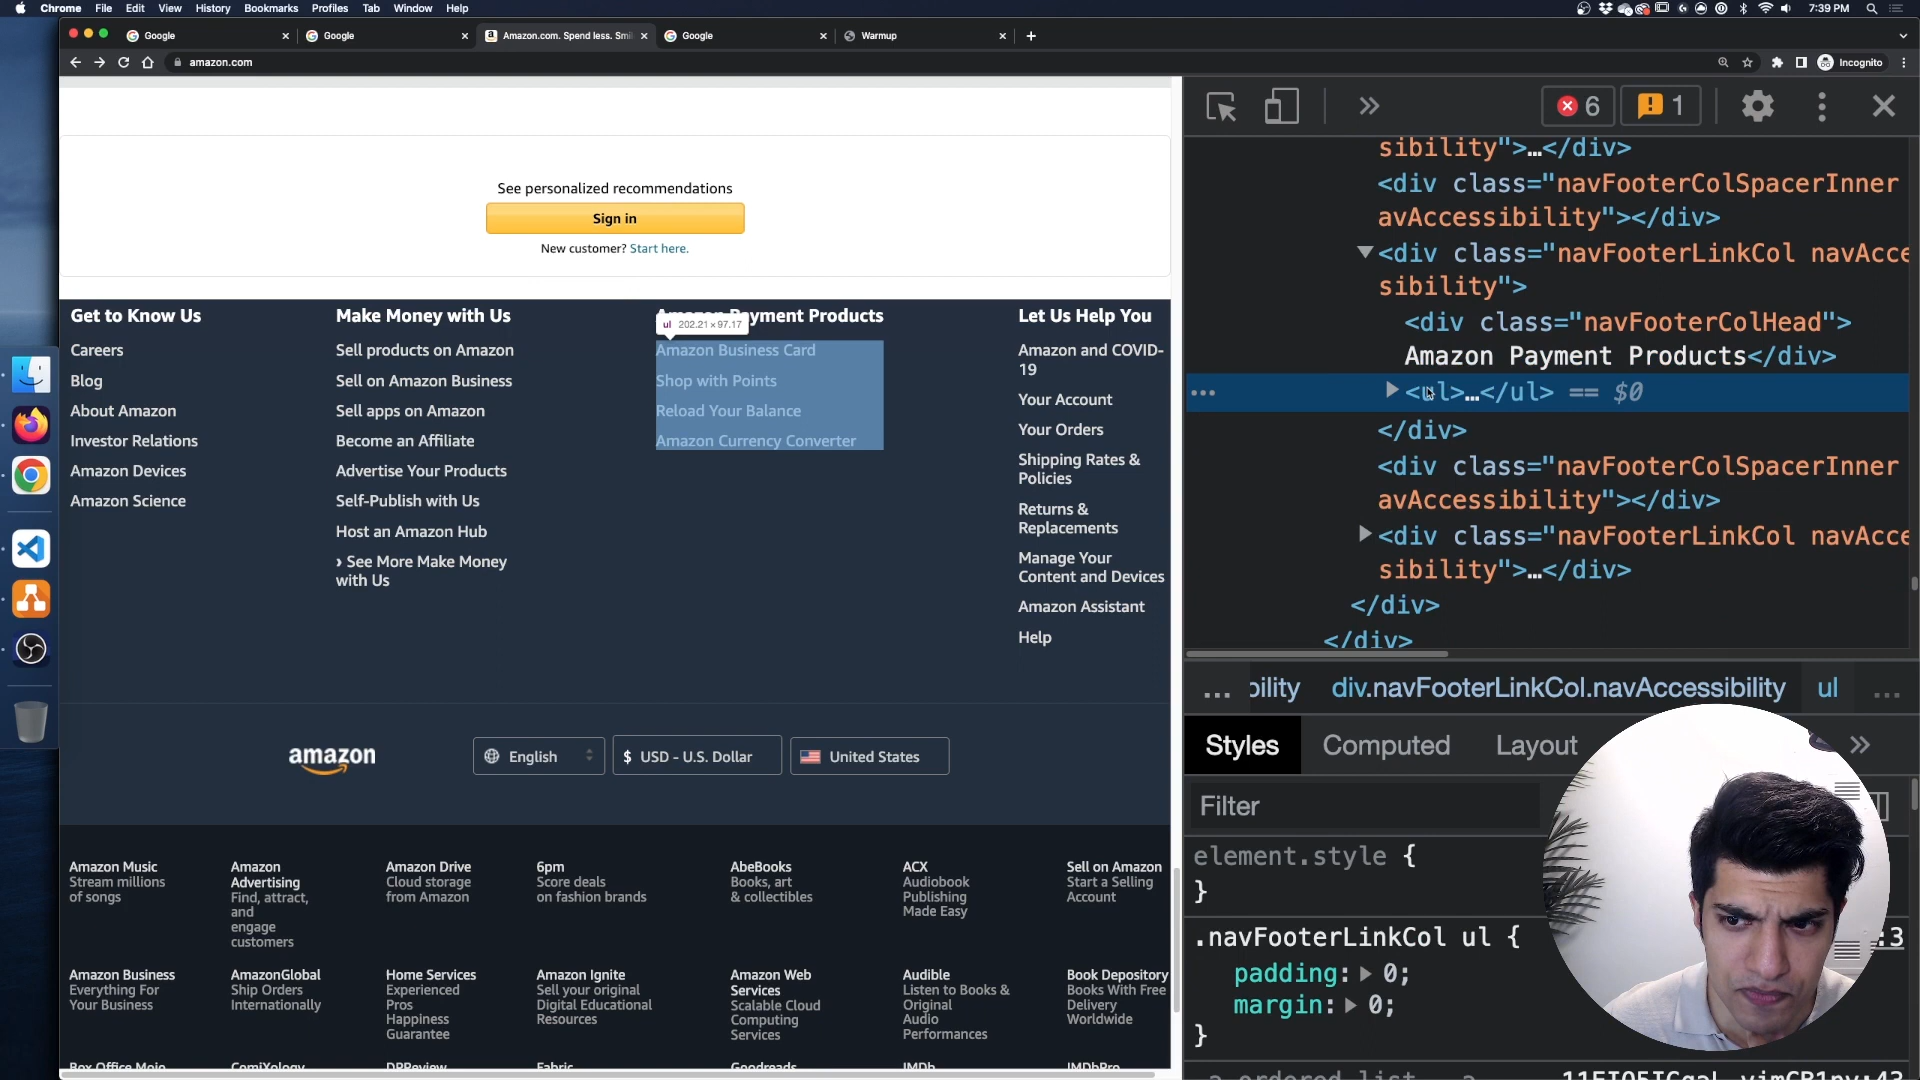 Chrome File Edit View History Bookmarks Profiles Tab Window Help 7:39 PM
Google Google Amazon.com. Spend less. Smi Google Warmup
amazon.com Incognito
See personalized recommendations
Sign in
New customer? Start here.
Get to Know Us
Careers
Blog
About Amazon
Investor Relations
Amazon Devices
Amazon Science
Make Money with Us
Sell products on Amazon
Sell on Amazon Business
Sell apps on Amazon
Become an Affiliate
Advertise Your Products
Self-Publish with Us
Host an Amazon Hub
› See More Make Money
with Us
Payment Products
ul 202.21×97.17
Amazon Business Card
Shop with Points
Reload Your Balance
Amazon Currency Converter
Let Us Help You
Amazon and COVID-
19
Your Account
Your Orders
Shipping Rates &
Policies
Returns &
Replacements
Manage Your
Content and Devices
Amazon Assistant
Help
amazon English $ USD - U.S. Dollar United States
Amazon Music
Stream millions
of songs
Amazon
Advertising
Find, attract,
and
engage
customers
Amazon Drive
Cloud storage
from Amazon
6pm
Score deals
on fashion brands
AbeBooks
Books, art
& collectibles
ACX
Audiobook
Publishing
Made Easy
Sell on Amazon
Start a Selling
Account
Amazon Business
Everything For
Your Business
AmazonGlobal
Ship Orders
Internationally
Home Services
Experienced
Pros
Happiness
Guarantee
Amazon Ignite
Sell your original
Digital Educational
Resources
Amazon Web
Services
Scalable Cloud
Computing
Services
Audible
Listen to Books &
Original
Audio
Performances
Book Depository
Books With Free
Delivery
Worldwide
Box Office Mojo ComiXology DPReview Fabric Goodreads IMDb IMDbPro
6 1
sibility">…</div>
<div class="navFooterColSpacerInner
avAccessibility"></div>
<div class="navFooterLinkCol navAcce
sibility">
<div class="navFooterColHead">
Amazon Payment Products</div>
… <ul>…</ul> == $0
</div>
<div class="navFooterColSpacerInner
avAccessibility"></div>
<div class="navFooterLinkCol navAcce
sibility">…</div>
</div>
</div>
… bility div.navFooterLinkCol.navAccessibility ul …
Styles Computed Layout
Filter
element.style {
}
.navFooterLinkCol ul { :3
padding: 0;
margin: 0;
}